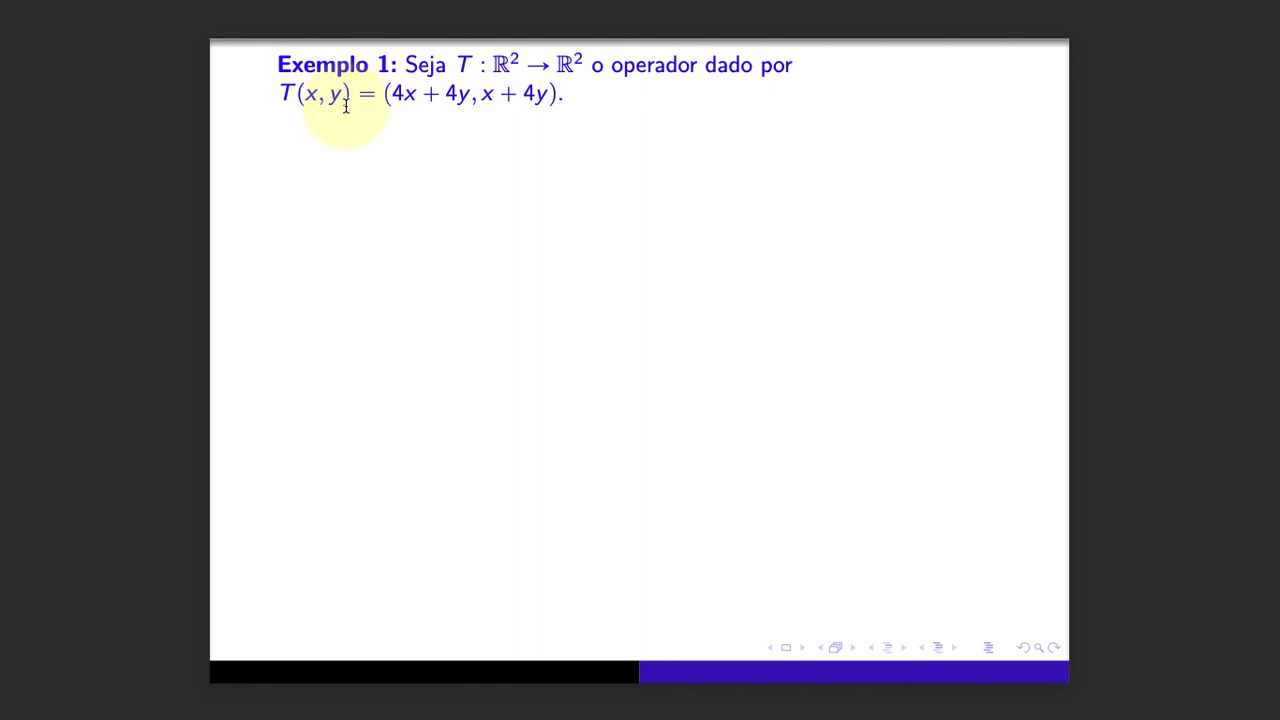 Exemplo 1: Seja T : ℝ² → ℝ² o operador dado por
T(x, y) = (4x + 4y, x + 4y).